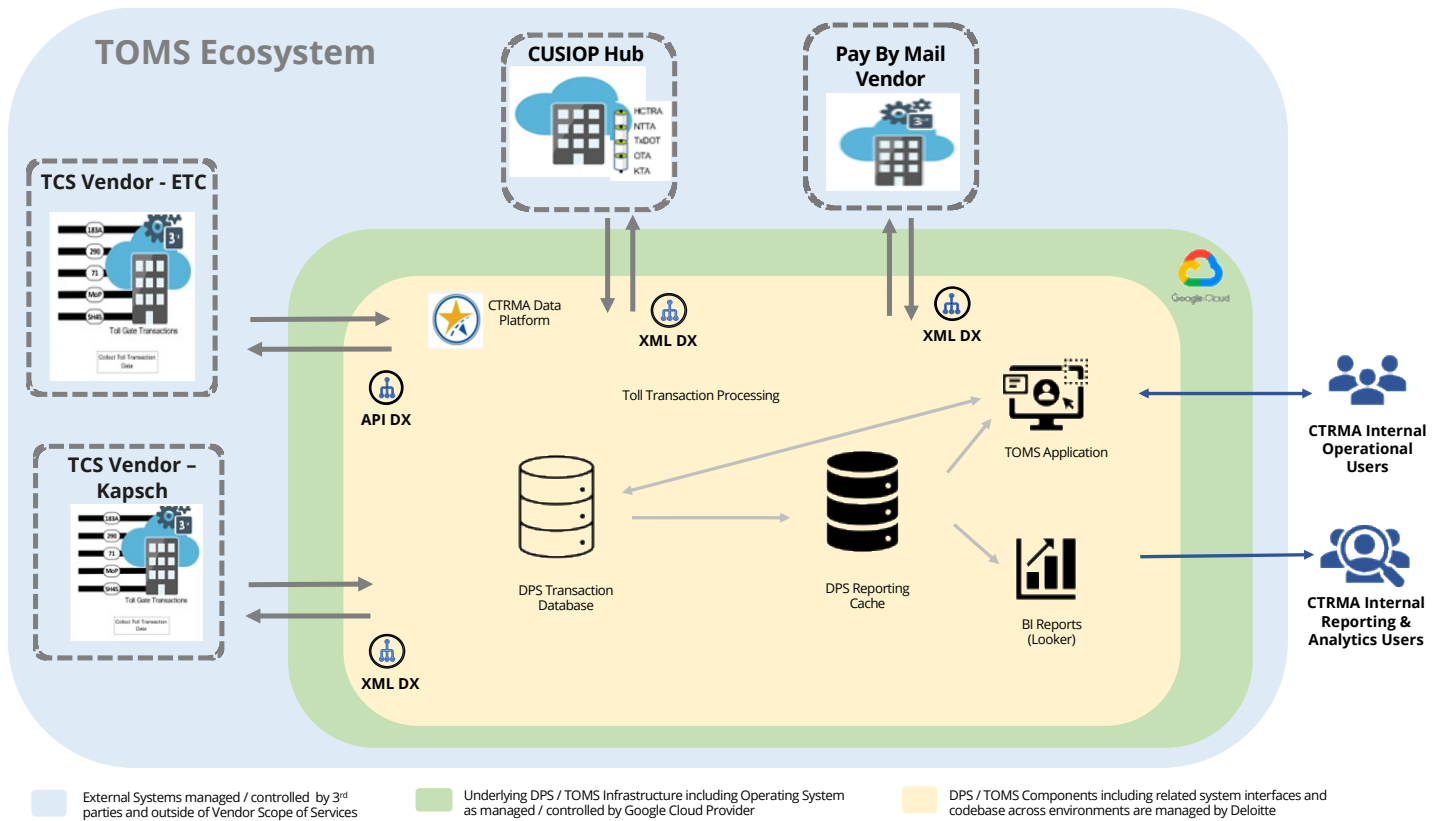 TOMS Ecosystem
CUSIOP Hub
HCTRA
NTTA
TxDOT
OTA
KTA
Pay By Mail
Vendor
3
TCS Vendor - ETC
183A
290
71
MoP
SH45
3
Toll Gate Transactions
Collect Toll Transaction
Data
TCS Vendor –
Kapsch
183A
290
71
MoP
SH45
3
Toll Gate Transactions
Collect Toll Transaction
Data
Google Cloud
CTRMA Data
Platform
XML DX
XML DX
API DX
XML DX
Toll Transaction Processing
TOMS Application
DPS Transaction
Database
DPS Reporting
Cache
BI Reports
(Looker)
CTRMA Internal
Operational
Users
CTRMA Internal
Reporting &
Analytics Users
External Systems managed / controlled by 3rd
parties and outside of Vendor Scope of Services
Underlying DPS / TOMS Infrastructure including Operating System
as managed / controlled by Google Cloud Provider
DPS / TOMS Components including related system interfaces and
codebase across environments are managed by Deloitte